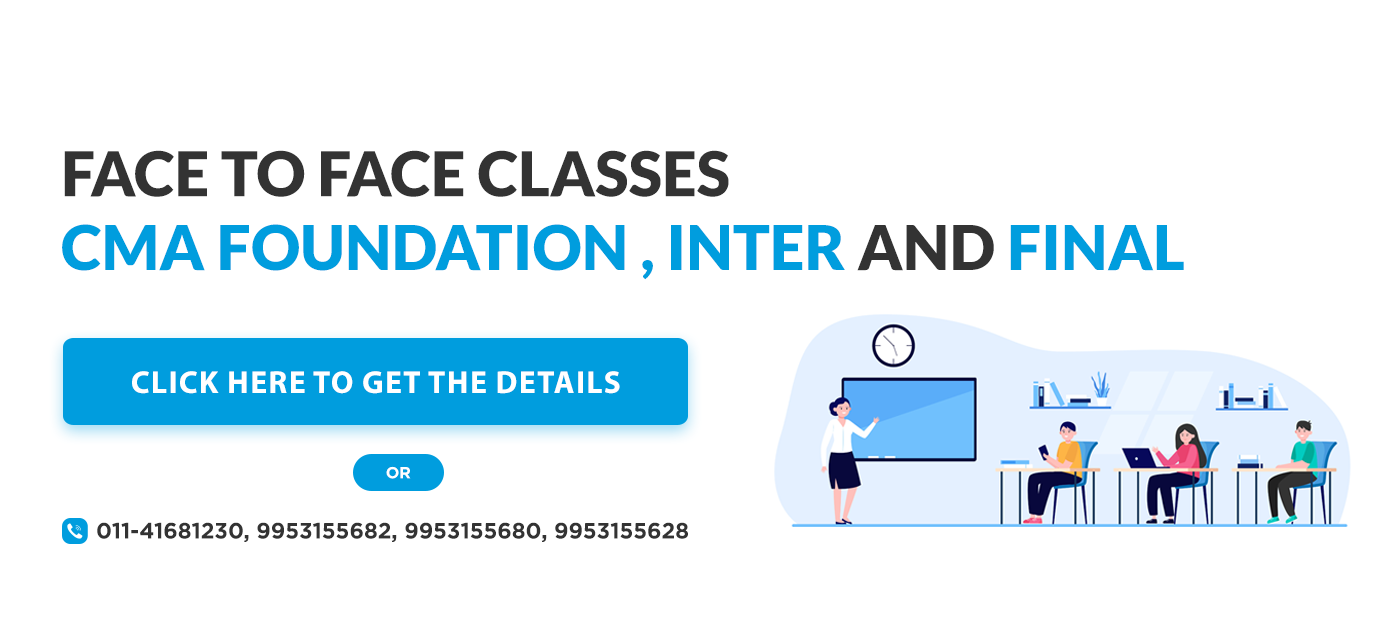 FACE TO FACE CLASSES
CMA FOUNDATION , INTER AND FINAL
CLICK HERE TO GET THE DETAILS
OR
011-41681230, 9953155682, 9953155680, 9953155628